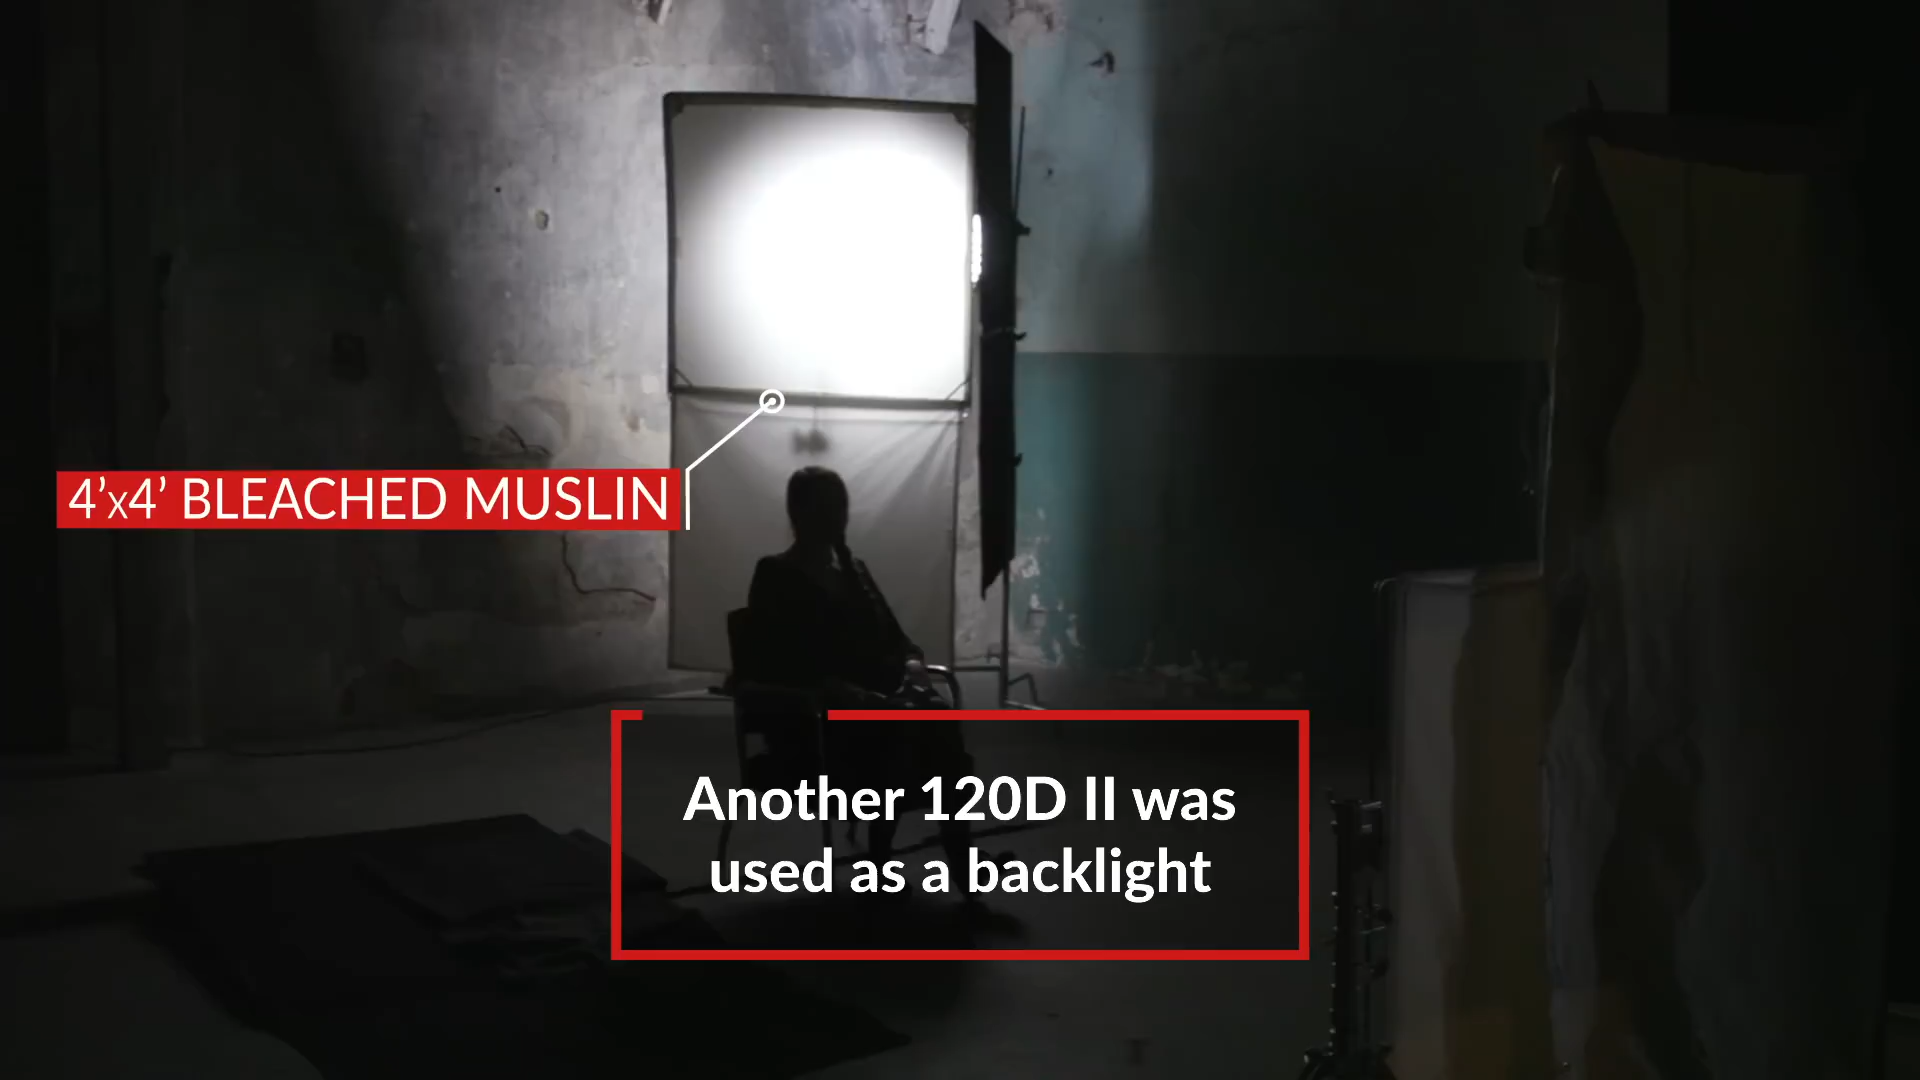 4’x4’ BLEACHED MUSLIN
Another 120D II was
used as a backlight